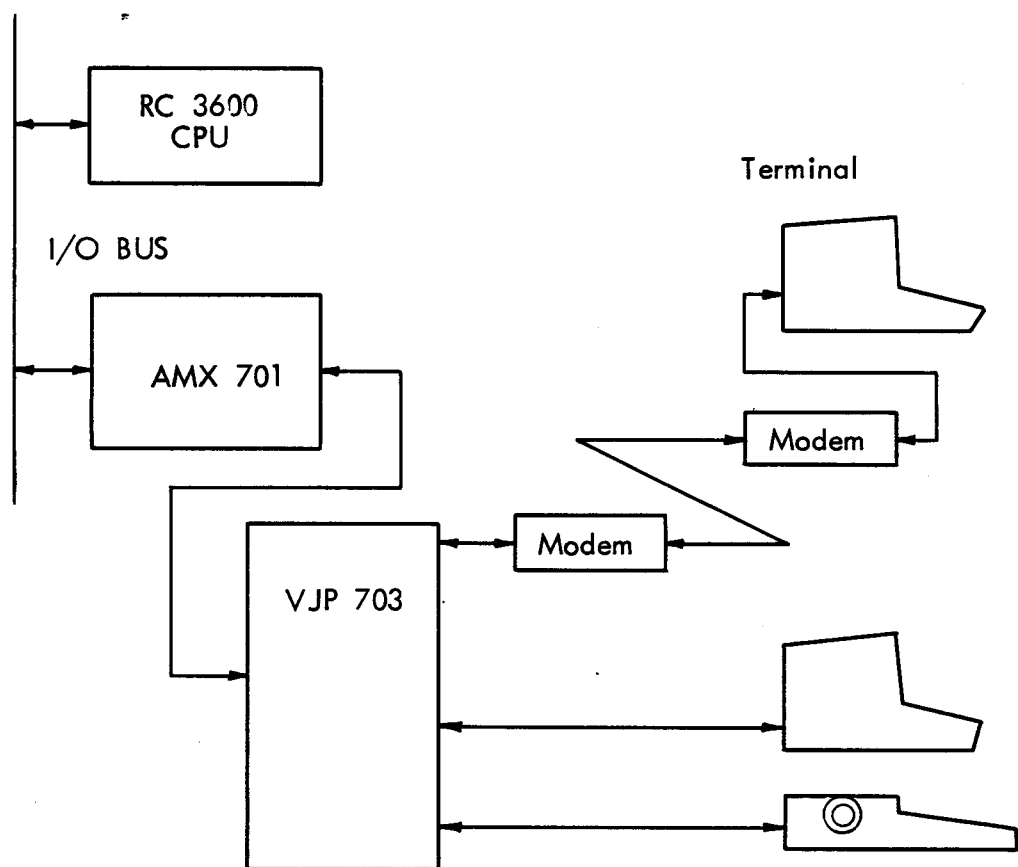 RC 3600
CPU
Terminal
I/O BUS
AMX 701
Modem
Modem
VJP 703